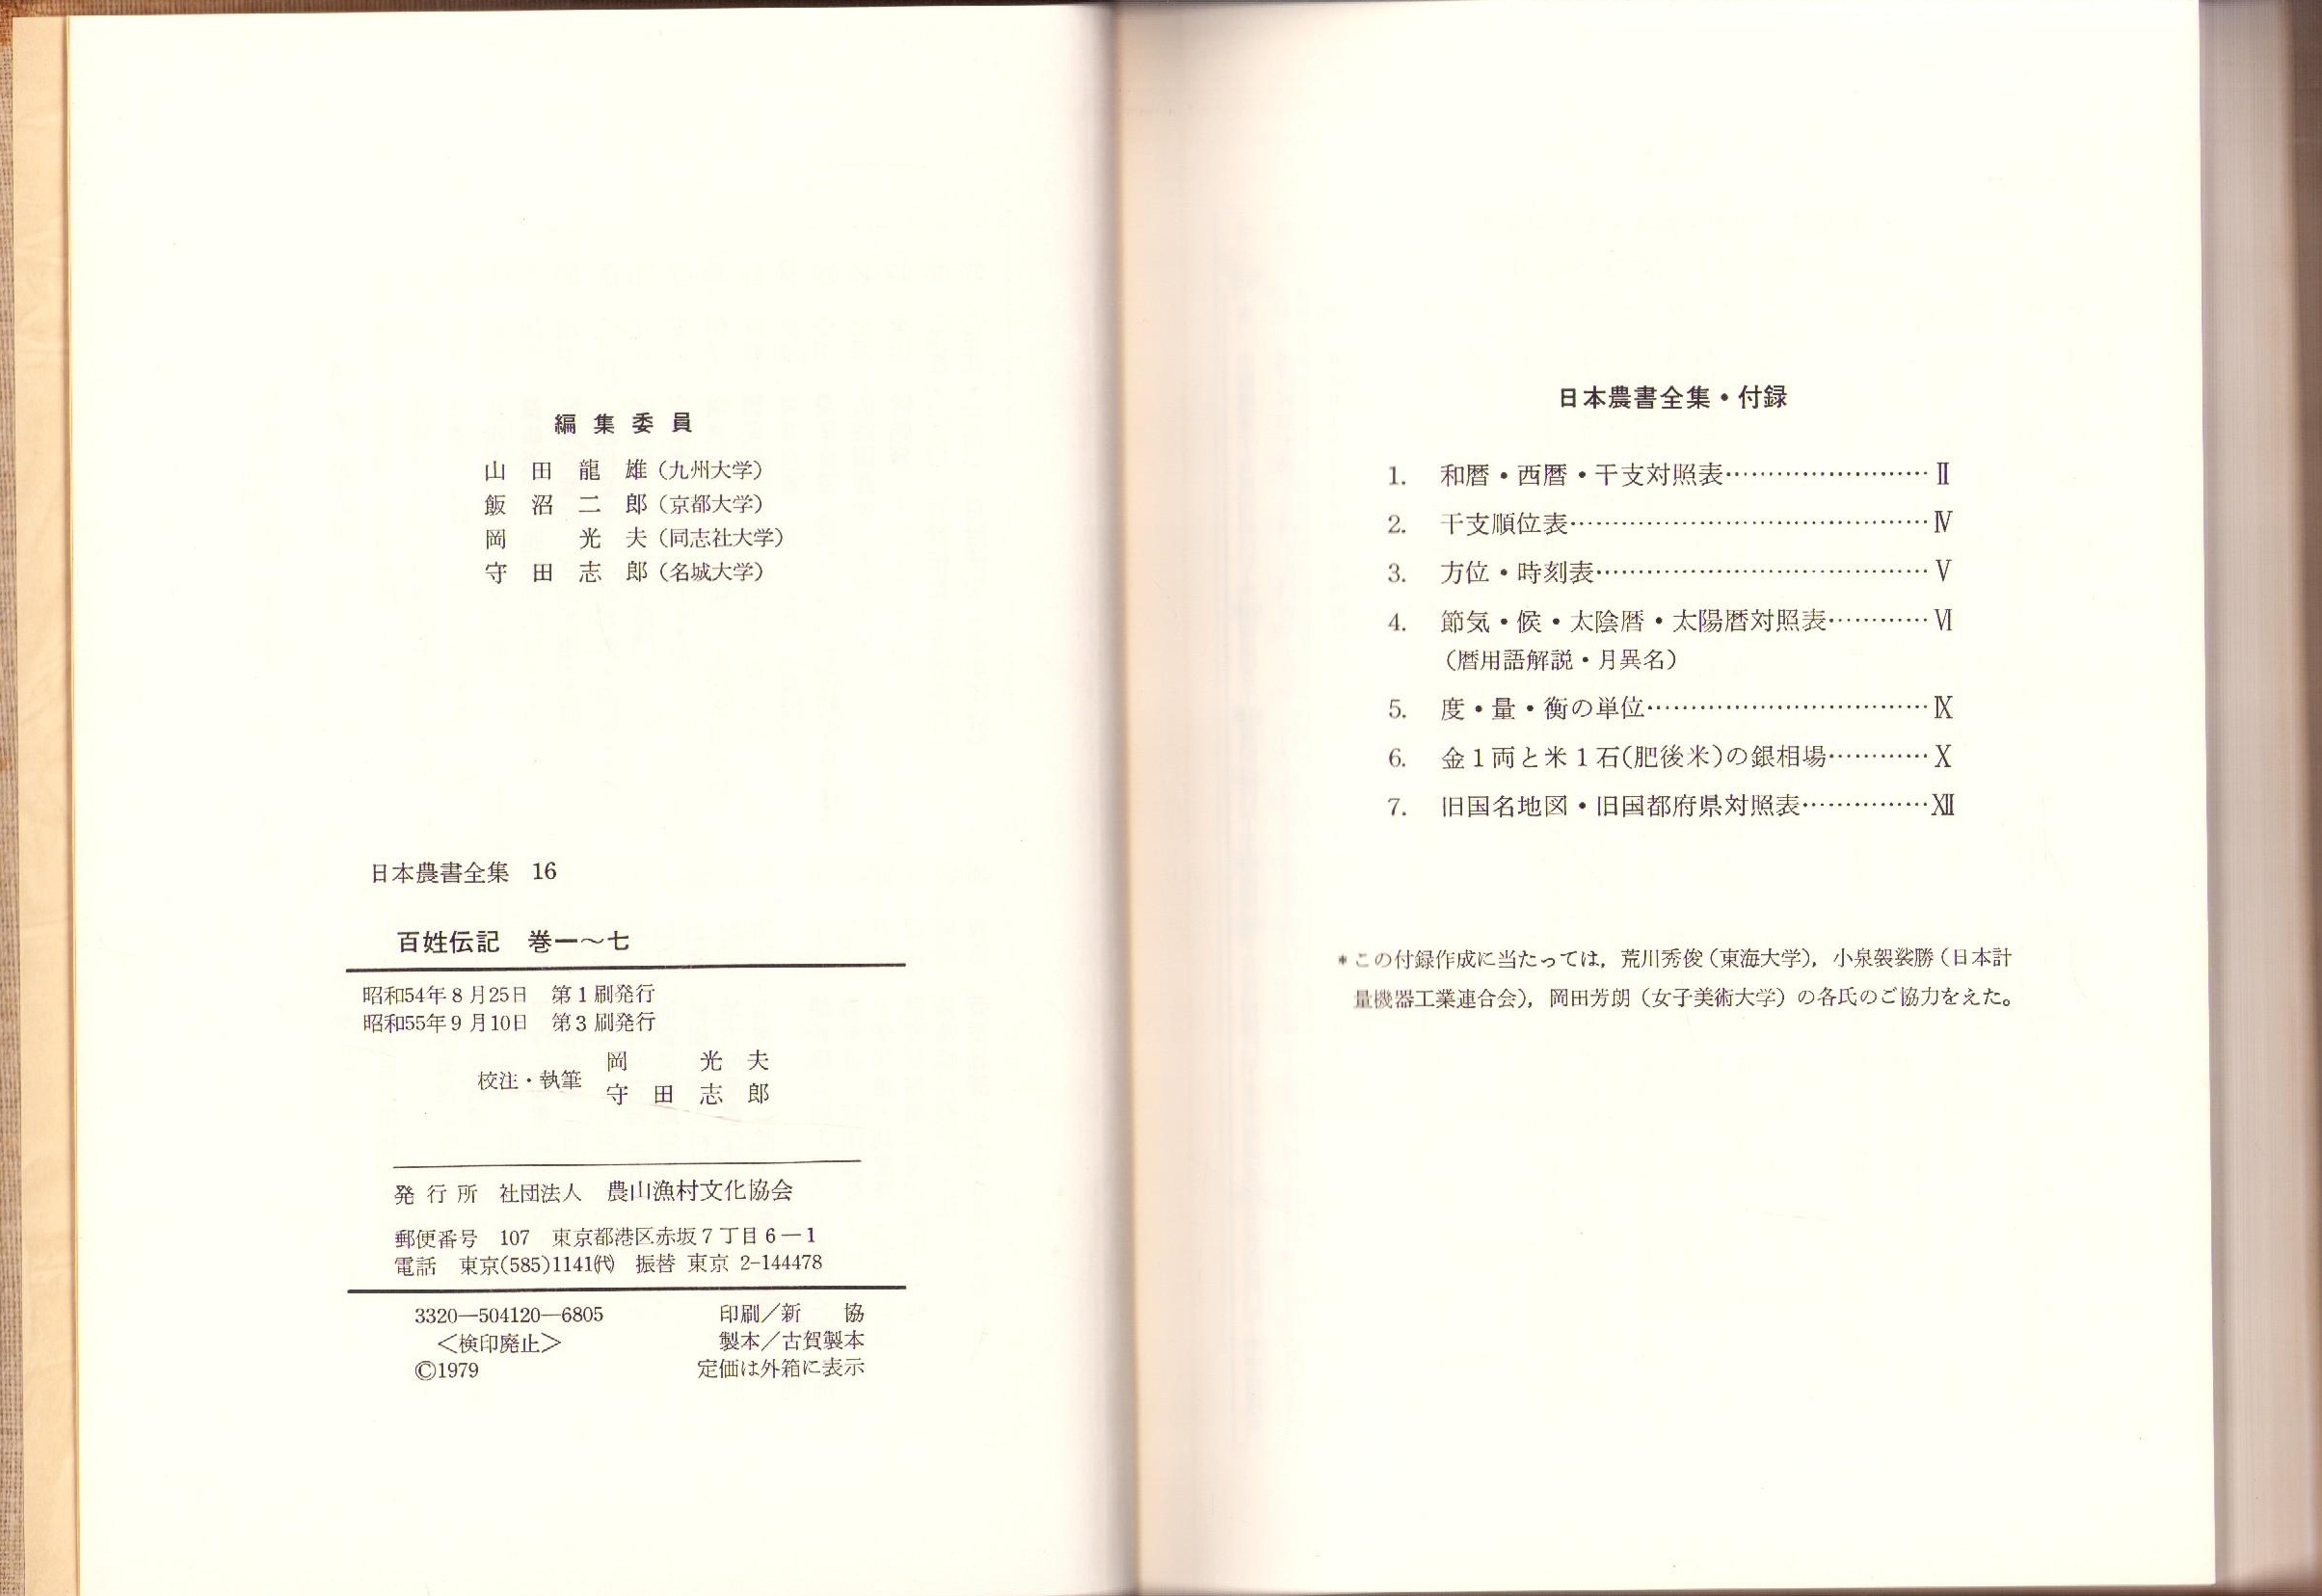 編集委員
山田龍雄（九州大学）
飯沼二郎（京都大学）
岡　光夫（同志社大学）
守田志郎（名城大学）
日本農書全集　16
百姓伝記　巻一～七
昭和54年8月25日　第1刷発行
昭和55年9月10日　第3刷発行
校注・執筆
岡　光夫
守田志郎
発行所　社団法人　農山漁村文化協会
郵便番号　107　東京都港区赤坂7丁目6－1
電話　東京(585)1141㈹　振替 東京 2-144478
3320―504120―6805　印刷／新　協
＜検印廃止＞　製本／古賀製本
©1979　定価は外箱に表示
日本農書全集・付録
1.　和暦・西暦・干支対照表……………………Ⅱ
2.　干支順位表……………………………………Ⅳ
3.　方位・時刻表…………………………………Ⅴ
4.　節気・候・太陰暦・太陽暦対照表…………Ⅵ
（暦用語解説・月異名）
5.　度・量・衡の単位……………………………Ⅸ
6.　金1両と米1石(肥後米)の銀相場…………Ⅹ
7.　旧国名地図・旧国都府県対照表……………Ⅻ
*この付録作成に当たっては，荒川秀俊（東海大学），小泉袈裟勝（日本計
量機器工業連合会），岡田芳朗（女子美術大学）の各氏のご協力をえた。